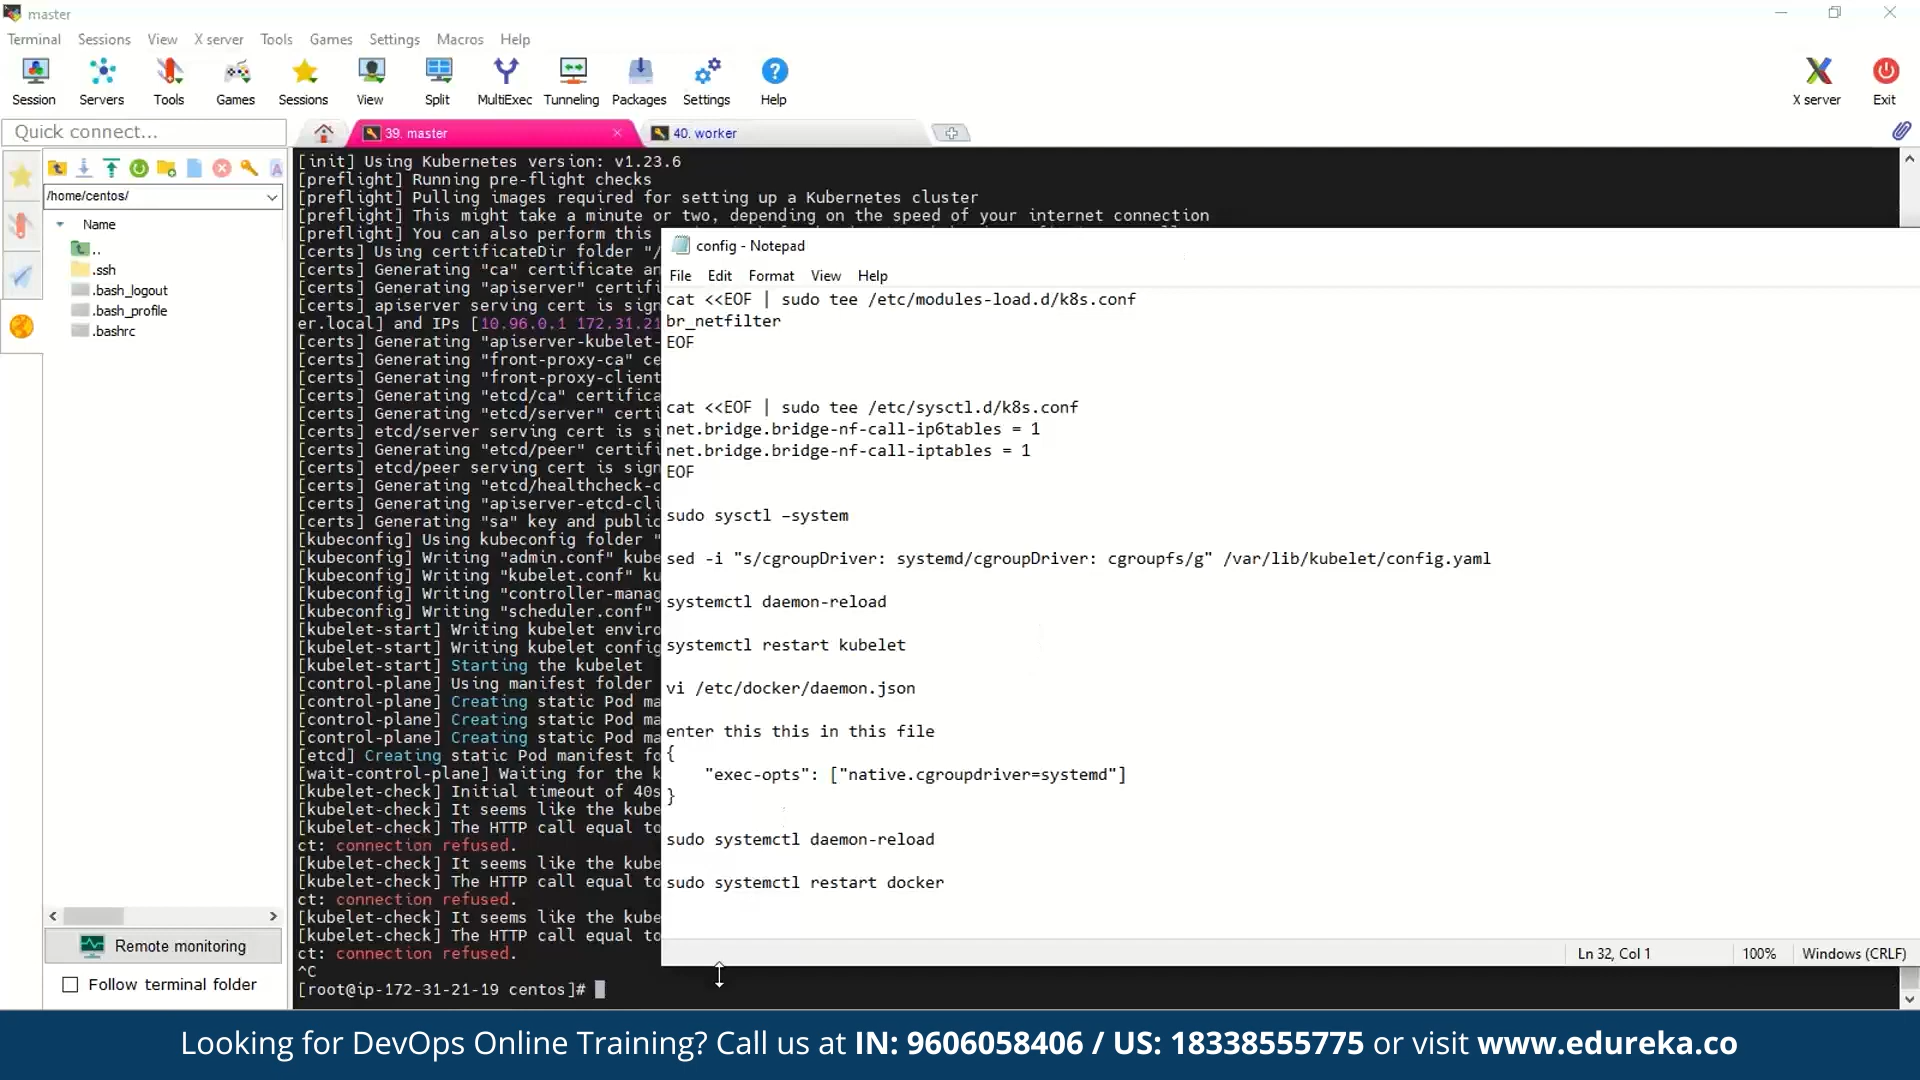 master
Terminal Sessions View X server Tools Games Settings Macros Help
Session Servers Tools Games Sessions View Split MultiExec Tunneling Packages Settings Help X server Exit
Quick connect...
39. master
40. worker
/home/centos/
Name
..
.ssh
.bash_logout
.bash_profile
.bashrc
Remote monitoring
Follow terminal folder
[init] Using Kubernetes version: v1.23.6
[preflight] Running pre-flight checks
[preflight] Pulling images required for setting up a Kubernetes cluster
[preflight] This might take a minute or two, depending on the speed of your internet connection
[preflight] You can also perform this
[certs] Using certificateDir folder "/
[certs] Generating "ca" certificate an
[certs] Generating "apiserver" certifi
[certs] apiserver serving cert is sign
er.local] and IPs [10.96.0.1 172.31.21
[certs] Generating "apiserver-kubelet-
[certs] Generating "front-proxy-ca" ce
[certs] Generating "front-proxy-client
[certs] Generating "etcd/ca" certifica
[certs] Generating "etcd/server" certi
[certs] etcd/server serving cert is si
[certs] Generating "etcd/peer" certifi
[certs] etcd/peer serving cert is sign
[certs] Generating "etcd/healthcheck-c
[certs] Generating "apiserver-etcd-cli
[certs] Generating "sa" key and public
[kubeconfig] Using kubeconfig folder "
[kubeconfig] Writing "admin.conf" kube
[kubeconfig] Writing "kubelet.conf" ku
[kubeconfig] Writing "controller-manag
[kubeconfig] Writing "scheduler.conf"
[kubelet-start] Writing kubelet enviro
[kubelet-start] Writing kubelet config
[kubelet-start] Starting the kubelet
[control-plane] Using manifest folder
[control-plane] Creating static Pod ma
[control-plane] Creating static Pod ma
[control-plane] Creating static Pod ma
[etcd] Creating static Pod manifest fo
[wait-control-plane] Waiting for the k
[kubelet-check] Initial timeout of 40s
[kubelet-check] It seems like the kube
[kubelet-check] The HTTP call equal to
ct: connection refused.
[kubelet-check] It seems like the kube
[kubelet-check] The HTTP call equal to
ct: connection refused.
[kubelet-check] It seems like the kube
[kubelet-check] The HTTP call equal to
ct: connection refused.
^C
[root@ip-172-31-21-19 centos]#
config - Notepad
File Edit Format View Help
cat <<EOF | sudo tee /etc/modules-load.d/k8s.conf
br_netfilter
EOF
cat <<EOF | sudo tee /etc/sysctl.d/k8s.conf
net.bridge.bridge-nf-call-ip6tables = 1
net.bridge.bridge-nf-call-iptables = 1
EOF
sudo sysctl –system
sed -i "s/cgroupDriver: systemd/cgroupDriver: cgroupfs/g" /var/lib/kubelet/config.yaml
systemctl daemon-reload
systemctl restart kubelet
vi /etc/docker/daemon.json
enter this this in this file
{
"exec-opts": ["native.cgroupdriver=systemd"]
}
sudo systemctl daemon-reload
sudo systemctl restart docker
Ln 32, Col 1 100% Windows (CRLF)
Looking for DevOps Online Training? Call us at IN: 9606058406 / US: 18338555775 or visit www.edureka.co